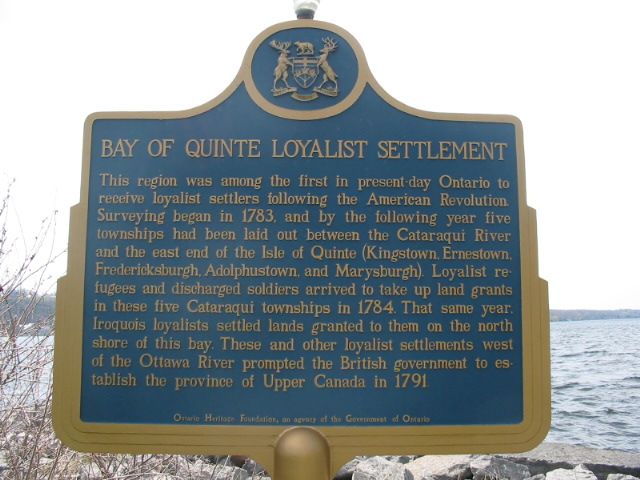 BAY OF QUINTE LOYALIST SETTLEMENT
This region was among the first in present-day Ontario to
receive loyalist settlers following the American Revolution.
Surveying began in 1783, and by the following year five
townships had been laid out between the Cataraqui River
and the east end of the Isle of Quinte (Kingstown, Ernestown,
Fredericksburgh, Adolphustown, and Marysburgh). Loyalist re-
fugees and discharged soldiers arrived to take up land grants
in these five Cataraqui townships in 1784. That same year,
Iroquois loyalists settled lands granted to them on the north
shore of this bay. These and other loyalist settlements west
of the Ottawa River prompted the British government to es-
tablish the province of Upper Canada in 1791.
Ontario Heritage Foundation, an agency of the Government of Ontario